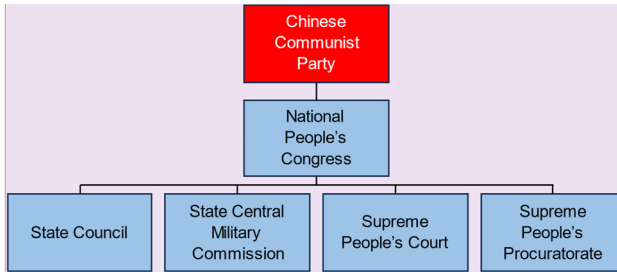 Chinese
Communist
Party
National
People's
Congress
State Council
State Central
Military
Commission
Supreme
People's Court
Supreme
People's
Procuratorate